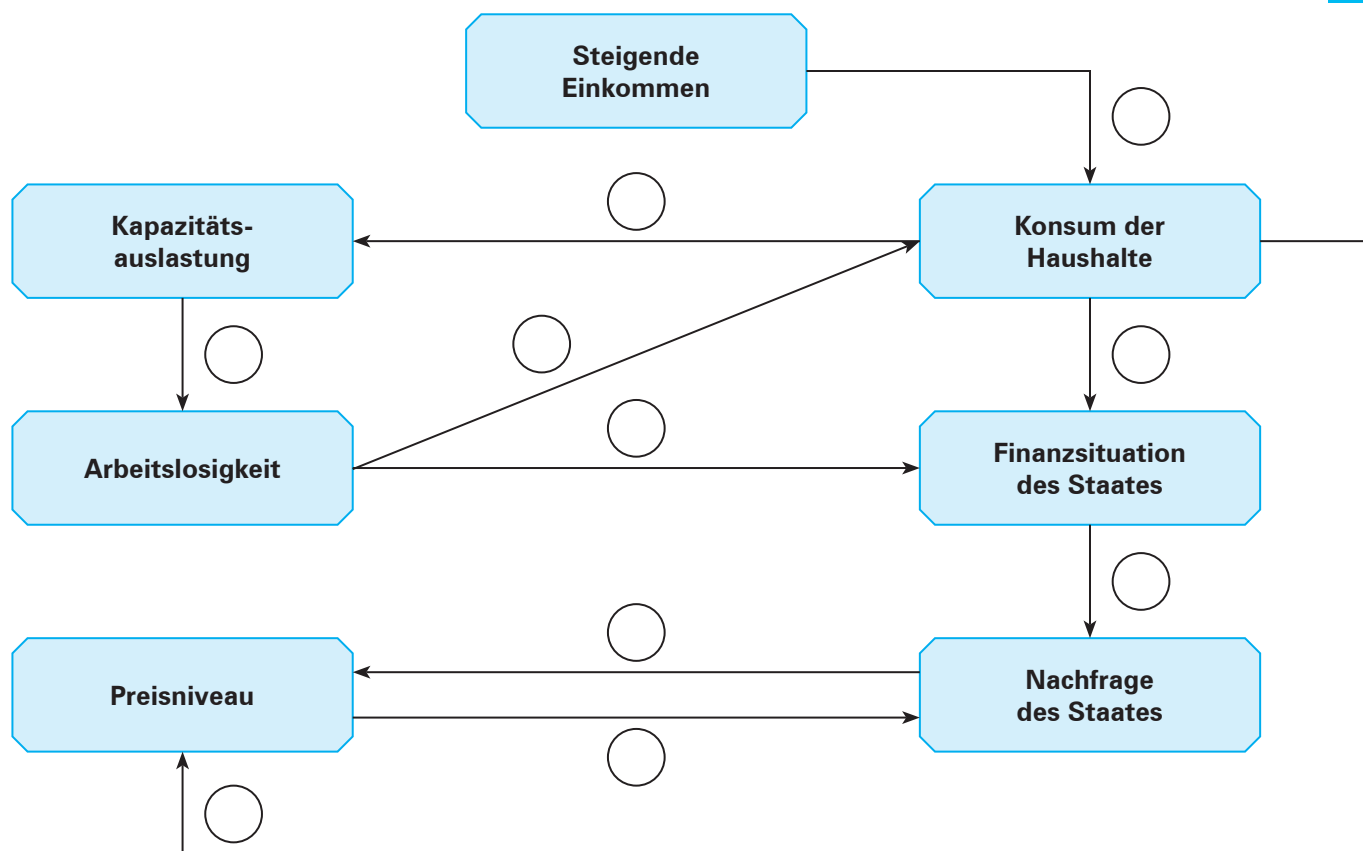 Steigende
Einkommen
Kapazitäts-
auslastung
Konsum der
Haushalte
Arbeitslosigkeit
Finanzsituation
des Staates
Preisniveau
Nachfrage
des Staates